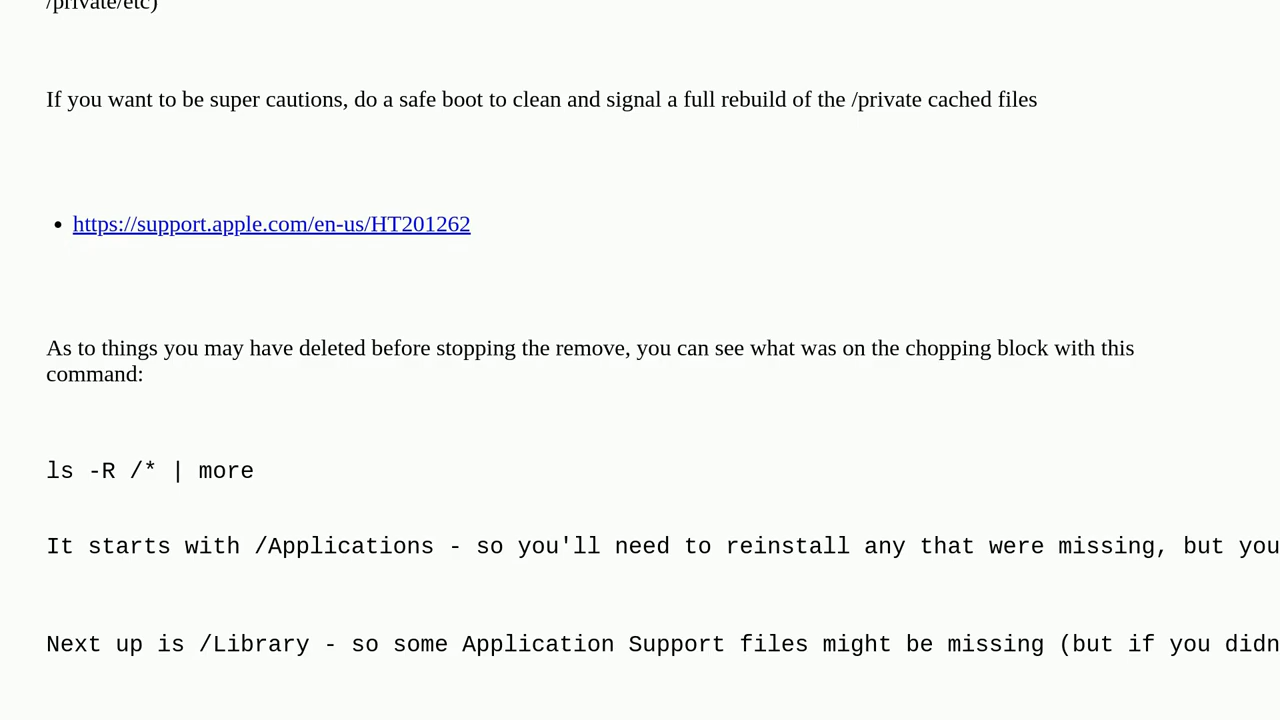 /private/etc)
If you want to be super cautions, do a safe boot to clean and signal a full rebuild of the /private cached files
• https://support.apple.com/en-us/HT201262
As to things you may have deleted before stopping the remove, you can see what was on the chopping block with this
command:
ls -R /* | more
It starts with /Applications - so you'll need to reinstall any that were missing, but you
Next up is /Library - so some Application Support files might be missing (but if you didn